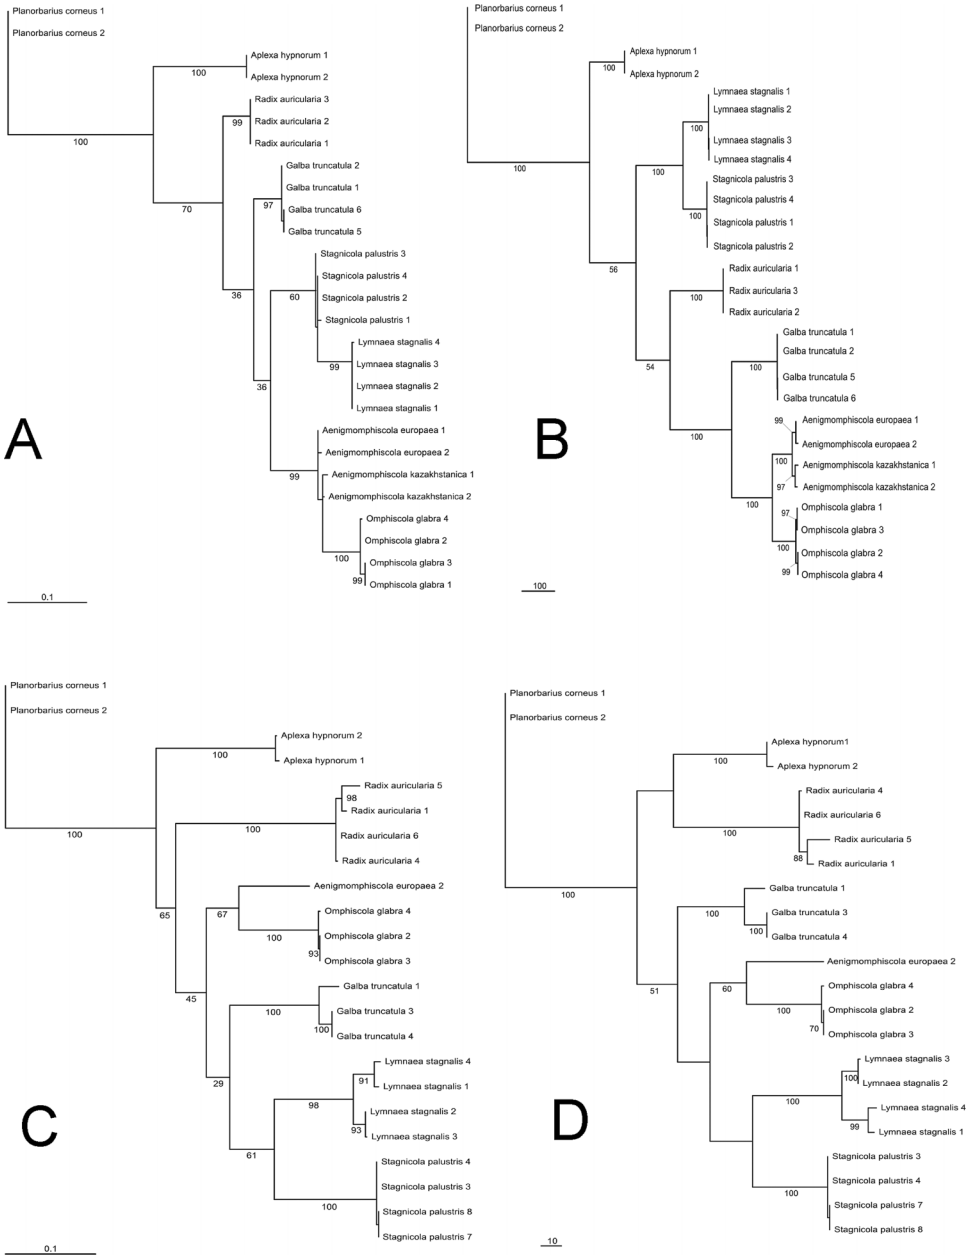 Planorbarius corneus 1
Planorbarius corneus 2
Aplexa hypnorum 1
100
Aplexa hypnorum 2
Radix auricularia 3
99
Radix auricularia 2
100
Radix auricularia 1
Galba truncatula 2
Galba truncatula 1
97
70
Galba truncatula 6
Galba truncatula 5
Stagnicola palustris 3
Stagnicola palustris 4
36
60
Stagnicola palustris 2
Stagnicola palustris 1
Lymnaea stagnalis 4
99
Lymnaea stagnalis 3
36
Lymnaea stagnalis 2
Lymnaea stagnalis 1
A
Aenigmomphiscola europaea 1
Aenigmomphiscola europaea 2
99
Aenigmomphiscola kazakhstanica 1
Aenigmomphiscola kazakhstanica 2
Omphiscola glabra 4
Omphiscola glabra 2
100
Omphiscola glabra 3
99
Omphiscola glabra 1
0.1
Planorbarius corneus 1
Planorbarius corneus 2
Aplexa hypnorum 1
100
Aplexa hypnorum 2
Lymnaea stagnalis 1
Lymnaea stagnalis 2
100
Lymnaea stagnalis 3
Lymnaea stagnalis 4
100
100
Stagnicola palustris 3
Stagnicola palustris 4
100
Stagnicola palustris 1
Stagnicola palustris 2
56
Radix auricularia 1
100
Radix auricularia 3
Radix auricularia 2
Galba truncatula 1
Galba truncatula 2
54
100
Galba truncatula 5
Galba truncatula 6
B
99
Aenigmomphiscola europaea 1
100
Aenigmomphiscola europaea 2
100
Aenigmomphiscola kazakhstanica 1
97
Aenigmomphiscola kazakhstanica 2
100
Omphiscola glabra 1
97
Omphiscola glabra 3
100
Omphiscola glabra 2
99
Omphiscola glabra 4
100
Planorbarius corneus 1
Planorbarius corneus 2
Aplexa hypnorum 2
100
Aplexa hypnorum 1
Radix auricularia 5
98
Radix auricularia 1
100
100
Radix auricularia 6
Radix auricularia 4
Aenigmomphiscola europaea 2
65
67
Omphiscola glabra 4
100
Omphiscola glabra 2
93
Omphiscola glabra 3
Galba truncatula 1
45
100
Galba truncatula 3
100
Galba truncatula 4
Lymnaea stagnalis 4
91
29
Lymnaea stagnalis 1
98
Lymnaea stagnalis 2
93
Lymnaea stagnalis 3
C
61
Stagnicola palustris 4
Stagnicola palustris 3
100
Stagnicola palustris 8
Stagnicola palustris 7
0.1
Planorbarius corneus 1
Planorbarius corneus 2
Aplexa hypnorum1
100
Aplexa hypnorum 2
Radix auricularia 4
Radix auricularia 6
100
Radix auricularia 5
88
Radix auricularia 1
100
Galba truncatula 1
100
Galba truncatula 3
100
Galba truncatula 4
Aenigmomphiscola europaea 2
51
60
Omphiscola glabra 4
100
Omphiscola glabra 2
70
Omphiscola glabra 3
Lymnaea stagnalis 3
100
Lymnaea stagnalis 2
100
Lymnaea stagnalis 4
99
Lymnaea stagnalis 1
D
Stagnicola palustris 3
Stagnicola palustris 4
100
Stagnicola palustris 7
Stagnicola palustris 8
10